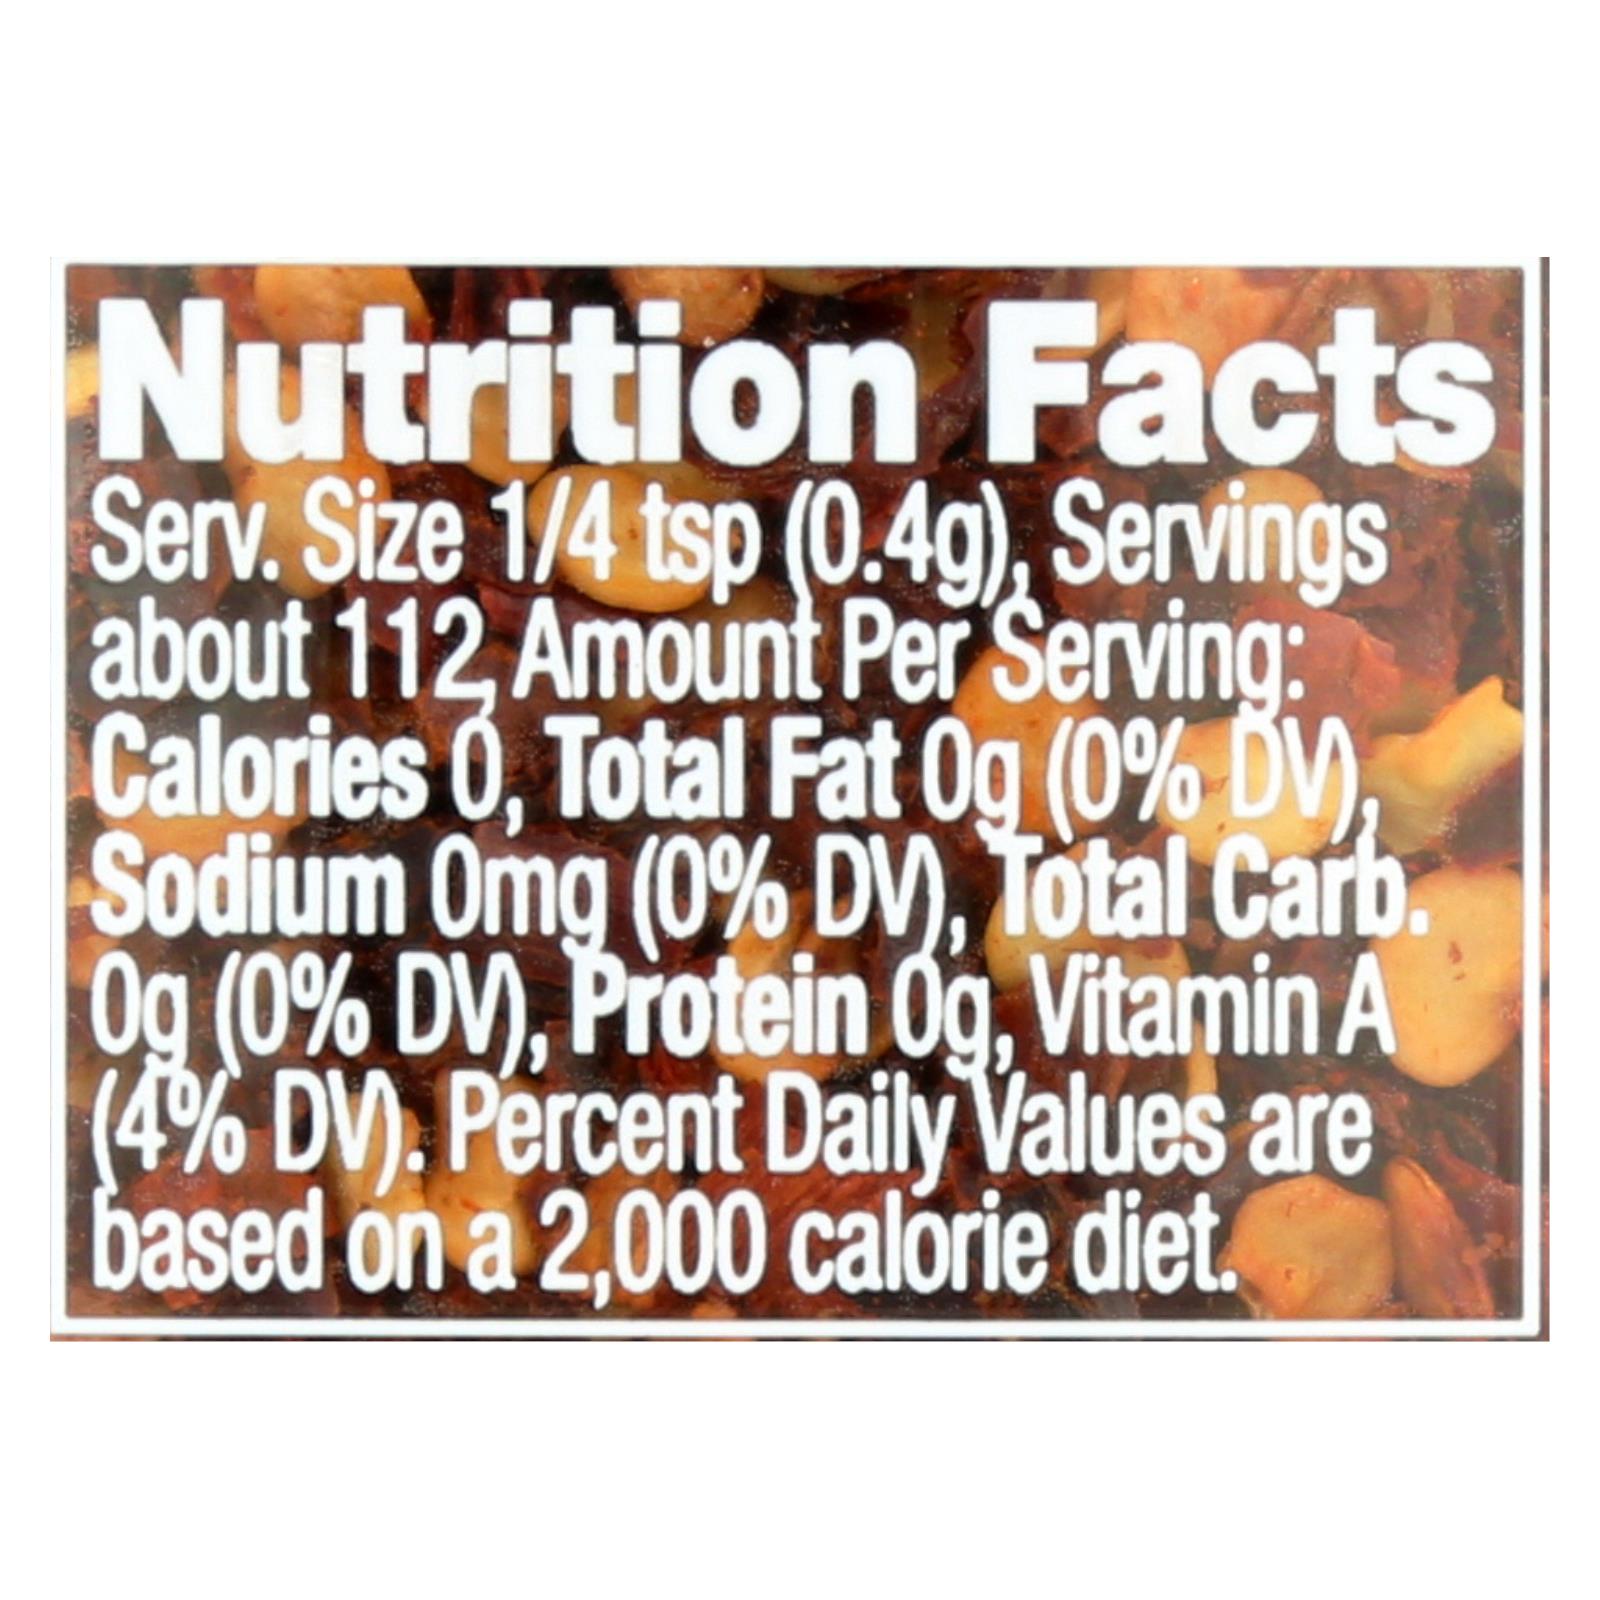 Nutrition Facts
Serv. Size 1/4 tsp (0.4g), Servings
about 112, Amount Per Serving:
Calories 0, Total Fat 0g (0% DV),
Sodium 0mg (0% DV), Total Carb.
0g (0% DV), Protein 0g, Vitamin A
(4% DV). Percent Daily Values are
based on a 2,000 calorie diet.